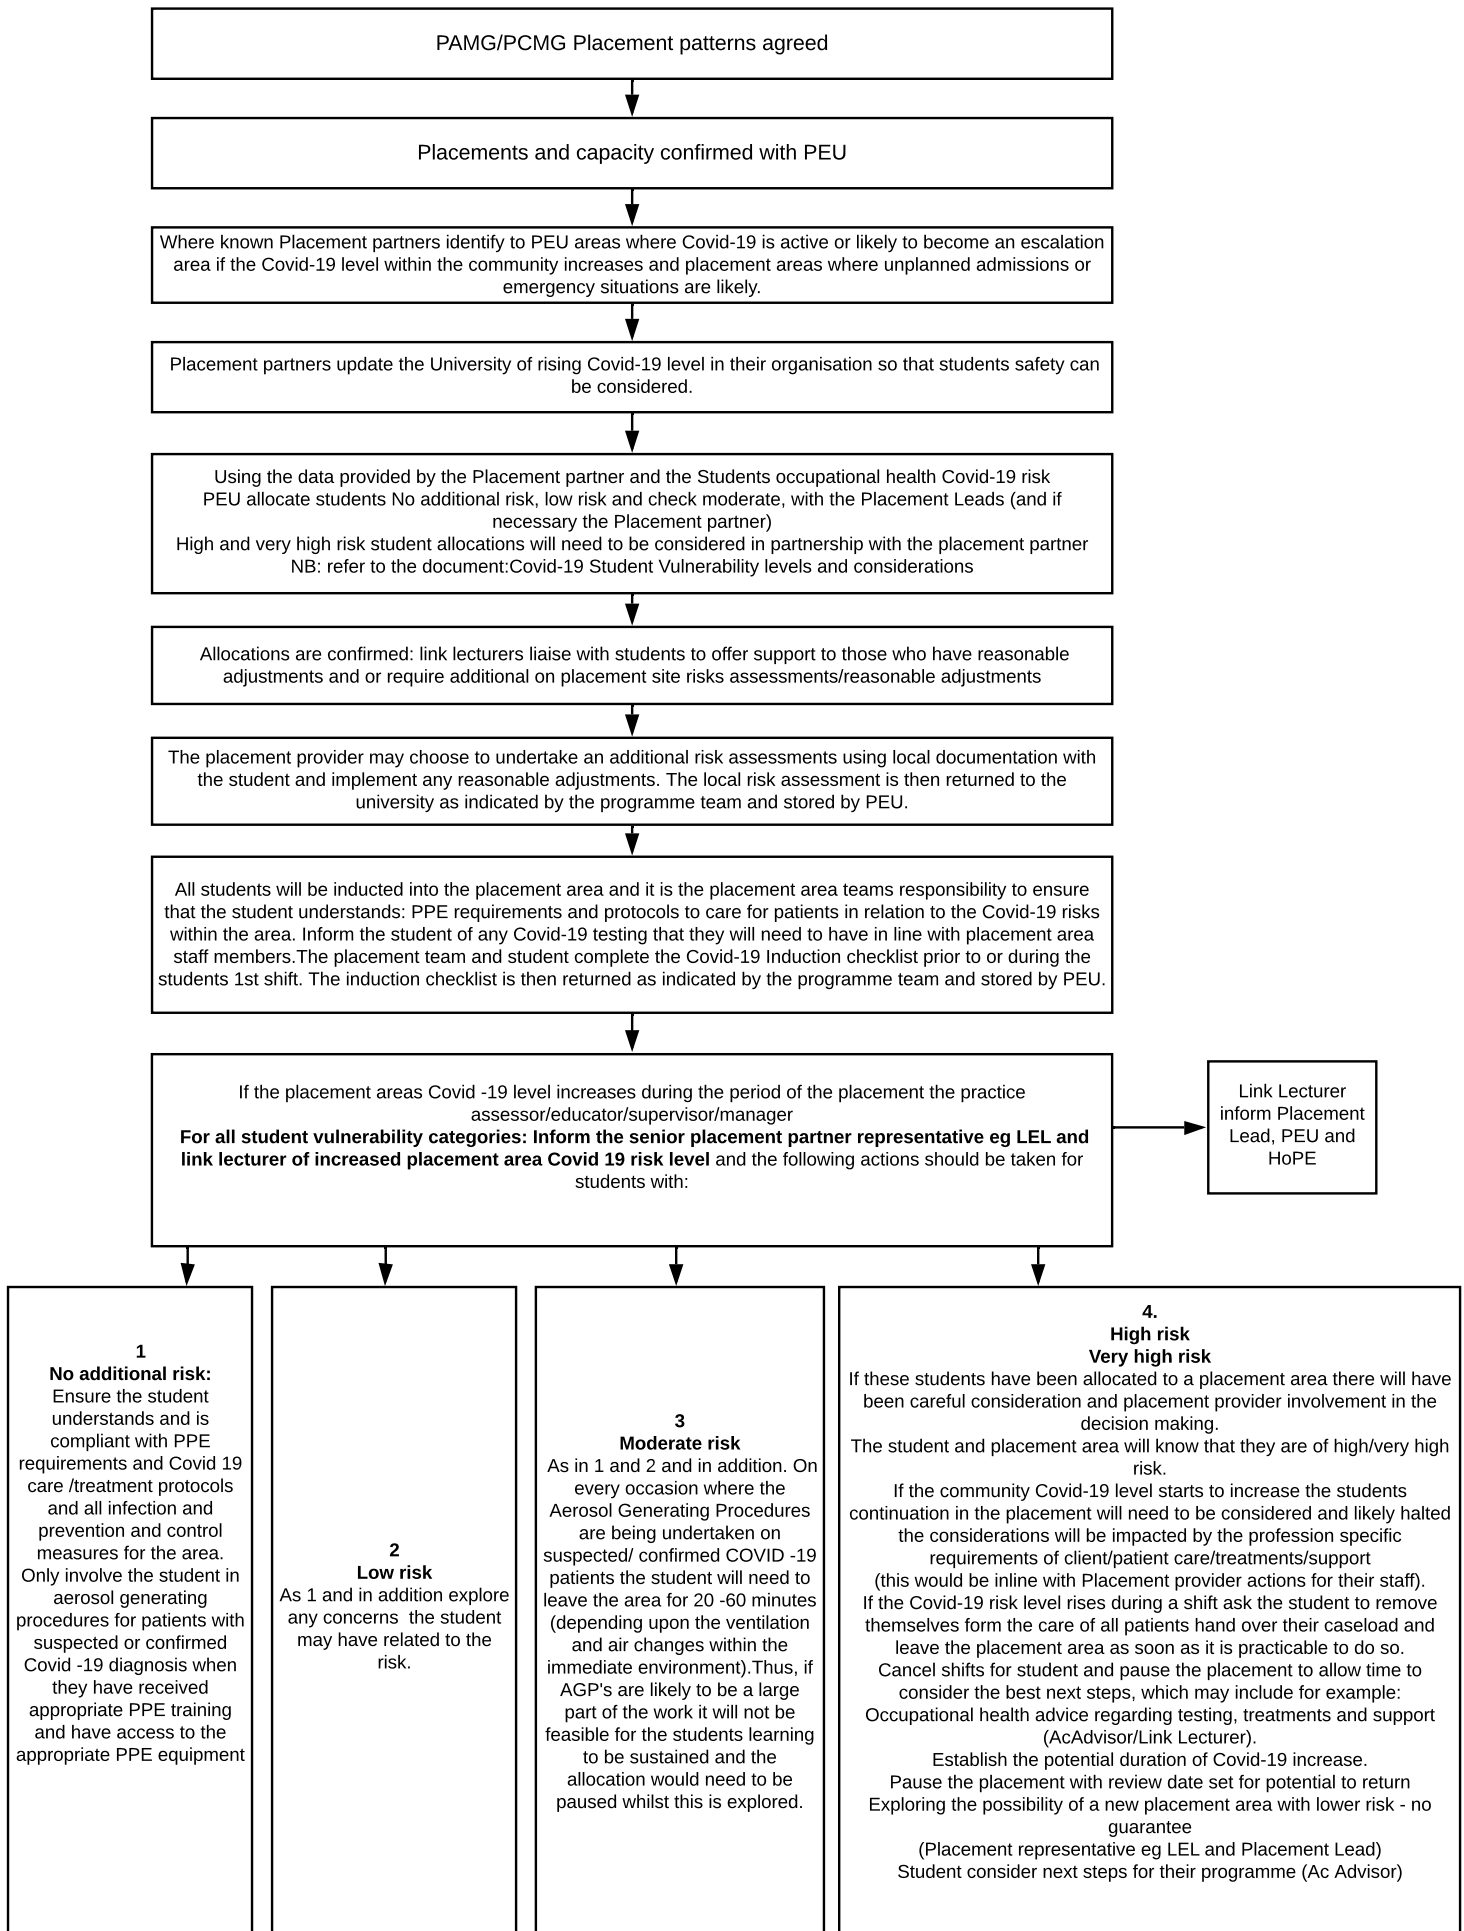 PAMG/PCMG Placement patterns agreed
Placements and capacity confirmed with PEU
Where known Placement partners identify to PEU areas where Covid-19 is active or likely to become an escalation
area if the Covid-19 level within the community increases and placement areas where unplanned admissions or
emergency situations are likely.
Placement partners update the University of rising Covid-19 level in their organisation so that students safety can
be considered.
Using the data provided by the Placement partner and the Students occupational health Covid-19 risk
PEU allocate students No additional risk, low risk and check moderate, with the Placement Leads (and if
necessary the Placement partner)
High and very high risk student allocations will need to be considered in partnership with the placement partner
NB: refer to the document:Covid-19 Student Vulnerability levels and considerations
Allocations are confirmed: link lecturers liaise with students to offer support to those who have reasonable
adjustments and or require additional on placement site risks assessments/reasonable adjustments
The placement provider may choose to undertake an additional risk assessments using local documentation with
the student and implement any reasonable adjustments. The local risk assessment is then returned to the
university as indicated by the programme team and stored by PEU.
All students will be inducted into the placement area and it is the placement area teams responsibility to ensure
that the student understands: PPE requirements and protocols to care for patients in relation to the Covid-19 risks
within the area. Inform the student of any Covid-19 testing that they will need to have in line with placement area
staff members.The placement team and student complete the Covid-19 Induction checklist prior to or during the
students 1st shift. The induction checklist is then returned as indicated by the programme team and stored by PEU.
If the placement areas Covid -19 level increases during the period of the placement the practice
assessor/educator/supervisor/manager
For all student vulnerability categories: Inform the senior placement partner representative eg LEL and
link lecturer of increased placement area Covid 19 risk level and the following actions should be taken for
students with:
Link Lecturer
inform Placement
Lead, PEU and
HoPE
1
No additional risk:
Ensure the student
understands and is
compliant with PPE
requirements and Covid 19
care /treatment protocols
and all infection and
prevention and control
measures for the area.
Only involve the student in
aerosol generating
procedures for patients with
suspected or confirmed
Covid -19 diagnosis when
they have received
appropriate PPE training
and have access to the
appropriate PPE equipment
2
Low risk
As 1 and in addition explore
any concerns the student
may have related to the
risk.
3
Moderate risk
As in 1 and 2 and in addition. On
every occasion where the
Aerosol Generating Procedures
are being undertaken on
suspected/ confirmed COVID -19
patients the student will need to
leave the area for 20 -60 minutes
(depending upon the ventilation
and air changes within the
immediate environment).Thus, if
AGP's are likely to be a large
part of the work it will not be
feasible for the students learning
to be sustained and the
allocation would need to be
paused whilst this is explored.
4.
High risk
Very high risk
If these students have been allocated to a placement area there will have
been careful consideration and placement provider involvement in the
decision making.
The student and placement area will know that they are of high/very high
risk.
If the community Covid-19 level starts to increase the students
continuation in the placement will need to be considered and likely halted
the considerations will be impacted by the profession specific
requirements of client/patient care/treatments/support
(this would be inline with Placement provider actions for their staff).
If the Covid-19 risk level rises during a shift ask the student to remove
themselves form the care of all patients hand over their caseload and
leave the placement area as soon as it is practicable to do so.
Cancel shifts for student and pause the placement to allow time to
consider the best next steps, which may include for example:
Occupational health advice regarding testing, treatments and support
(AcAdvisor/Link Lecturer).
Establish the potential duration of Covid-19 increase.
Pause the placement with review date set for potential to return
Exploring the possibility of a new placement area with lower risk - no
guarantee
(Placement representative eg LEL and Placement Lead)
Student consider next steps for their programme (Ac Advisor)